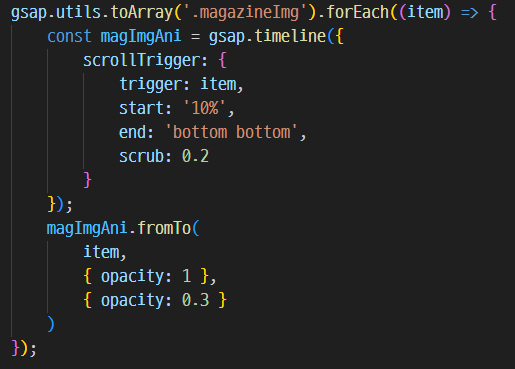 gsap.utils.toArray('.magazineImg').forEach((item) => {
    const magImgAni = gsap.timeline({
        scrollTrigger: {
            trigger: item,
            start: '10%',
            end: 'bottom bottom',
            scrub: 0.2
        }
    });
    magImgAni.fromTo(
        item,
        { opacity: 1 },
        { opacity: 0.3 }
    )
});